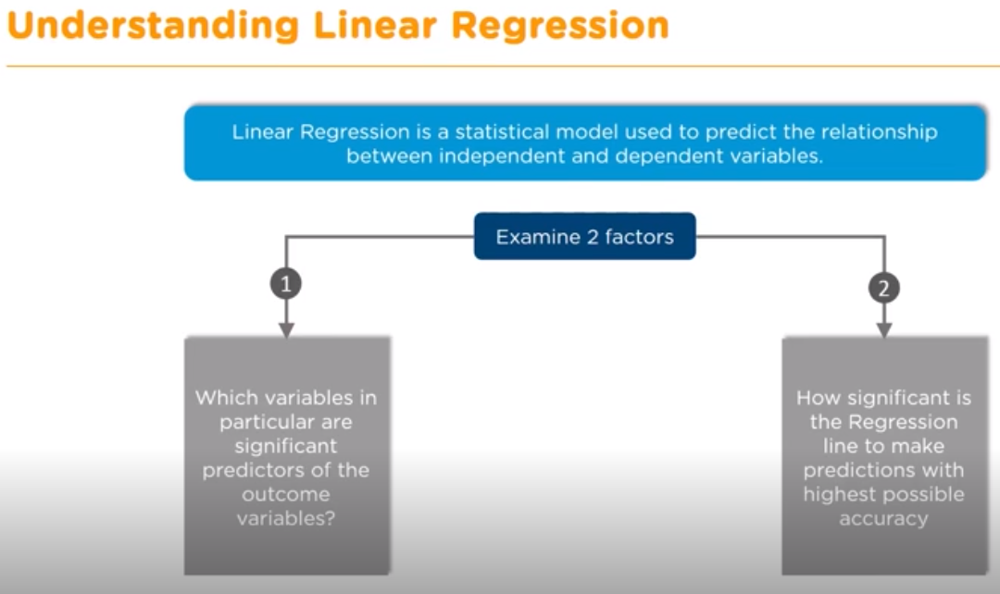 Understanding Linear Regression
Linear Regression is a statistical model used to predict the relationship
between independent and dependent variables.
Examine 2 factors
1
2
Which variables in
particular are
significant
predictors of the
outcome
variables?
How significant is
the Regression
line to make
predictions with
highest possible
accuracy